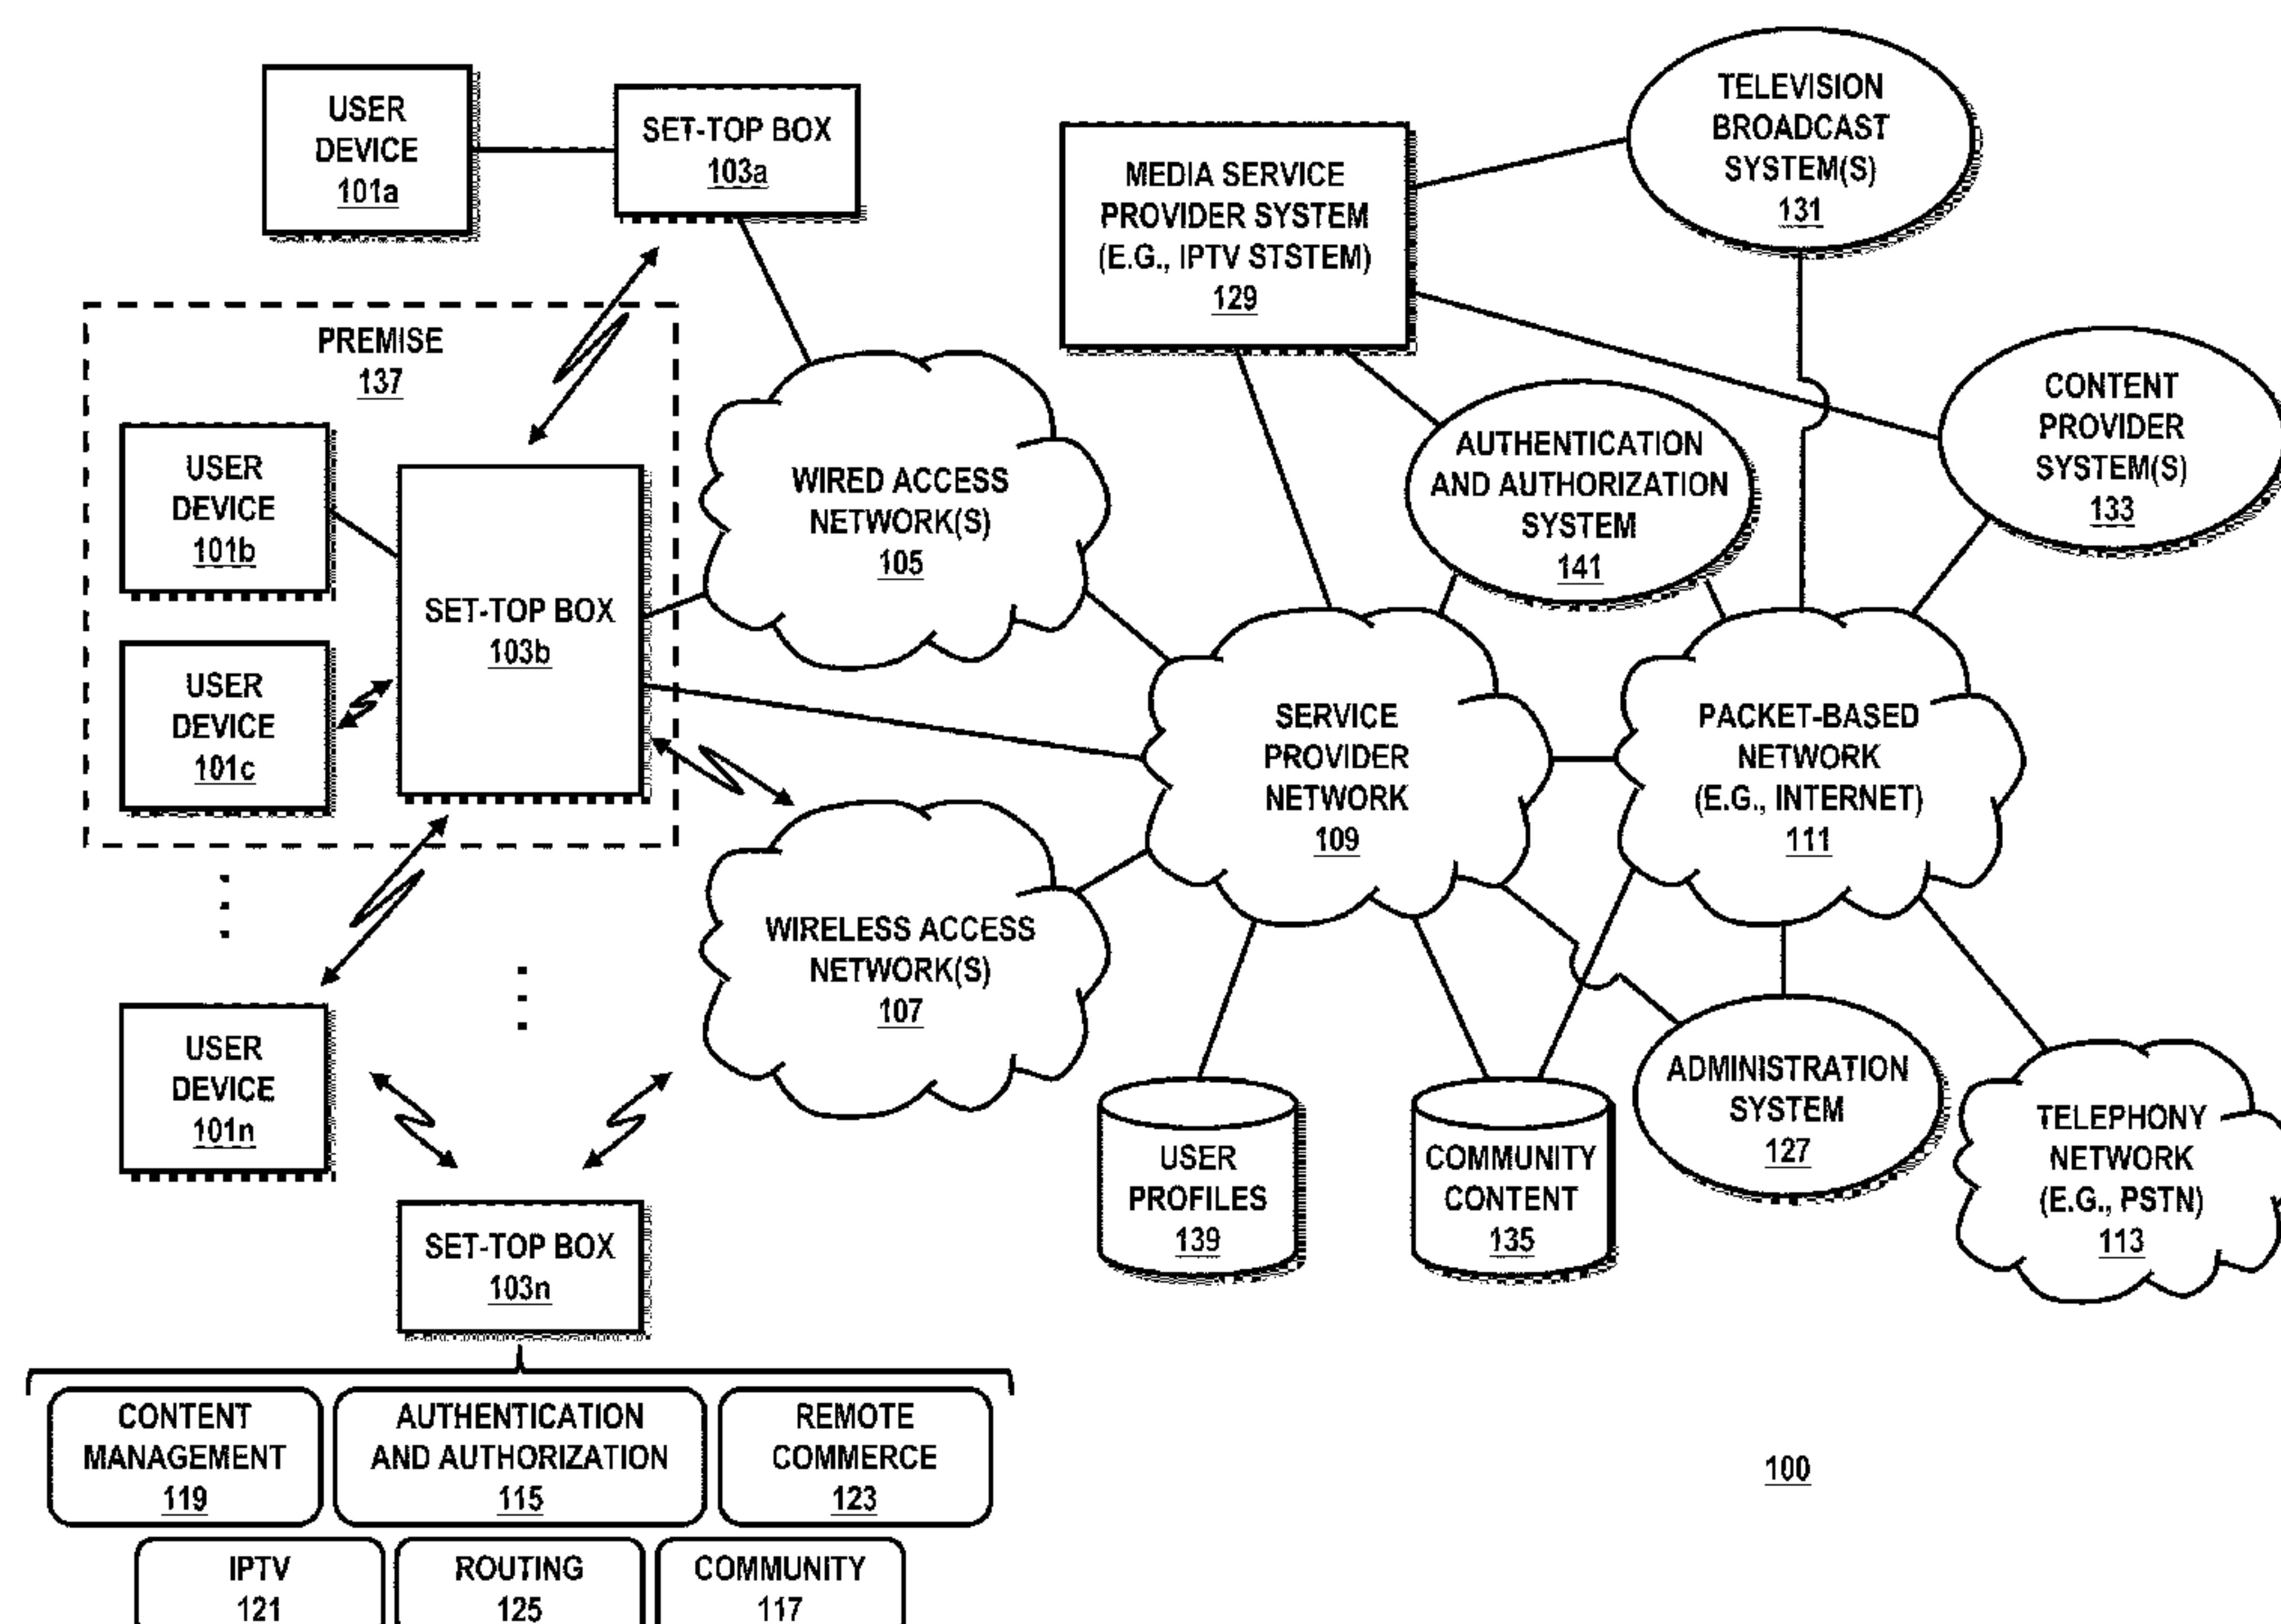 USER
DEVICE
101a
SET-TOP BOX
103a
MEDIA SERVICE
PROVIDER SYSTEM
(E.G., IPTV STSTEM)
129
TELEVISION
BROADCAST
SYSTEM(S)
131
PREMISE
137
USER
DEVICE
101b
USER
DEVICE
101c
SET-TOP BOX
103b
WIRED ACCESS
NETWORK(S)
105
AUTHENTICATION
AND AUTHORIZATION
SYSTEM
141
CONTENT
PROVIDER
SYSTEM(S)
133
SERVICE
PROVIDER
NETWORK
109
PACKET-BASED
NETWORK
(E.G., INTERNET)
111
WIRELESS ACCESS
NETWORK(S)
107
USER
DEVICE
101n
SET-TOP BOX
103n
USER
PROFILES
139
COMMUNITY
CONTENT
135
ADMINISTRATION
SYSTEM
127
TELEPHONY
NETWORK
(E.G., PSTN)
113
CONTENT
MANAGEMENT
119
AUTHENTICATION
AND AUTHORIZATION
115
REMOTE
COMMERCE
123
IPTV
121
ROUTING
125
COMMUNITY
117
100